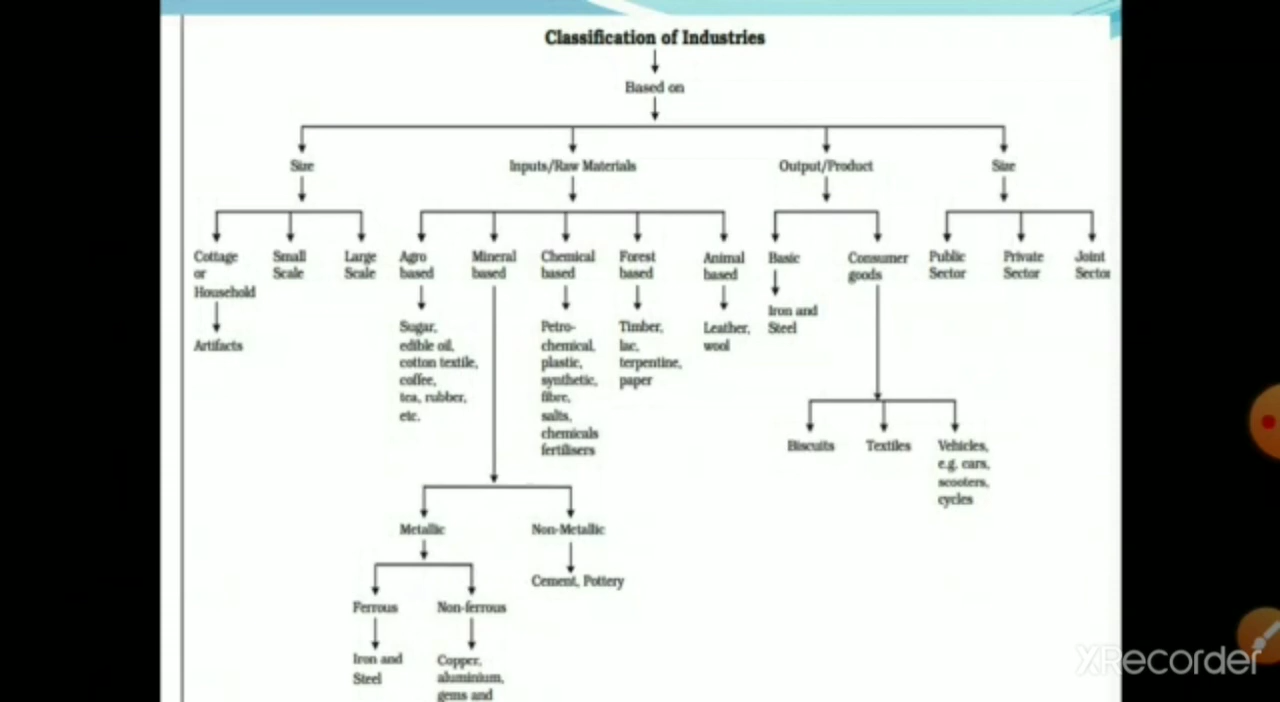 Classification of Industries
Based on
Size
Inputs/Raw Materials
Output/Product
Size
Cottage
or
Household
Artifacts
Small
Scale
Large
Scale
Agro
based
Sugar,
edible oil,
cotton textile,
coffee,
tea, rubber,
etc.
Mineral
based
Metallic
Ferrous
Iron and
Steel
Non-ferrous
Copper,
aluminium,
gems and
Non-Metallic
Cement, Pottery
Chemical
based
Petro-
chemical,
plastic,
synthetic,
fibre,
salts,
chemicals
fertilisers
Forest
based
Timber,
lac,
terpentine,
paper
Animal
based
Leather,
wool
Basic
Iron and
Steel
Consumer
goods
Biscuits
Textiles
Vehicles,
e.g. cars,
scooters,
cycles
Public
Sector
Private
Sector
Joint
Sector
XRecorder